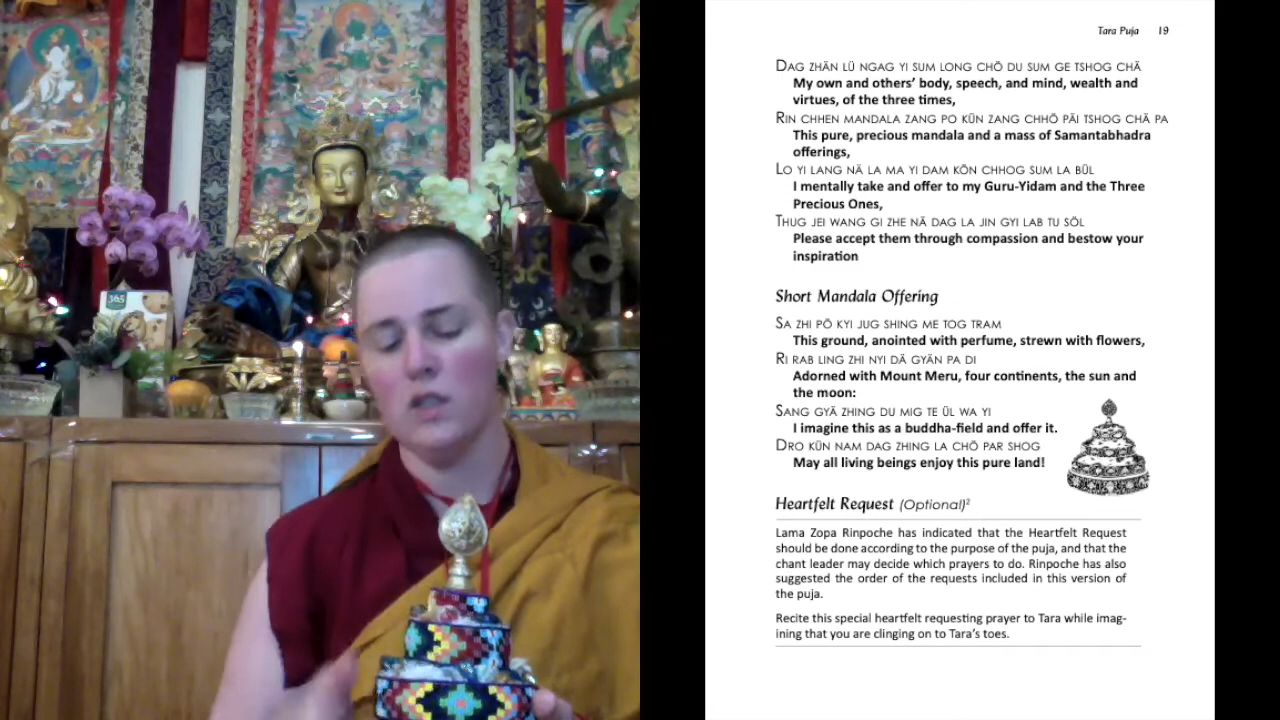 365
Tara Puja 19
DAG ZHÄN LÜ NGAG YI SUM LONG CHÖ DU SUM GE TSHOG CHÄ
My own and others' body, speech, and mind, wealth and
virtues, of the three times,
RIN CHHEN MANDALA ZANG PO KÜN ZANG CHHÖ PÄI TSHOG CHÄ PA
This pure, precious mandala and a mass of Samantabhadra
offerings,
LO YI LANG NÄ LA MA YI DAM KÖN CHHOG SUM LA BÜL
I mentally take and offer to my Guru-Yidam and the Three
Precious Ones,
THUG JEI WANG GI ZHE NÄ DAG LA JIN GYI LAB TU SÖL
Please accept them through compassion and bestow your
inspiration
Short Mandala Offering
SA ZHI PÖ KYI JUG SHING ME TOG TRAM
This ground, anointed with perfume, strewn with flowers,
RI RAB LING ZHI NYI DÄ GYÄN PA DI
Adorned with Mount Meru, four continents, the sun and
the moon:
SANG GYÄ ZHING DU MIG TE ÜL WA YI
I imagine this as a buddha-field and offer it.
DRO KÜN NAM DAG ZHING LA CHÖ PAR SHOG
May all living beings enjoy this pure land!
Heartfelt Request (Optional)²
Lama Zopa Rinpoche has indicated that the Heartfelt Request
should be done according to the purpose of the puja, and that the
chant leader may decide which prayers to do. Rinpoche has also
suggested the order of the requests included in this version of
the puja.
Recite this special heartfelt requesting prayer to Tara while imag-
ining that you are clinging on to Tara's toes.